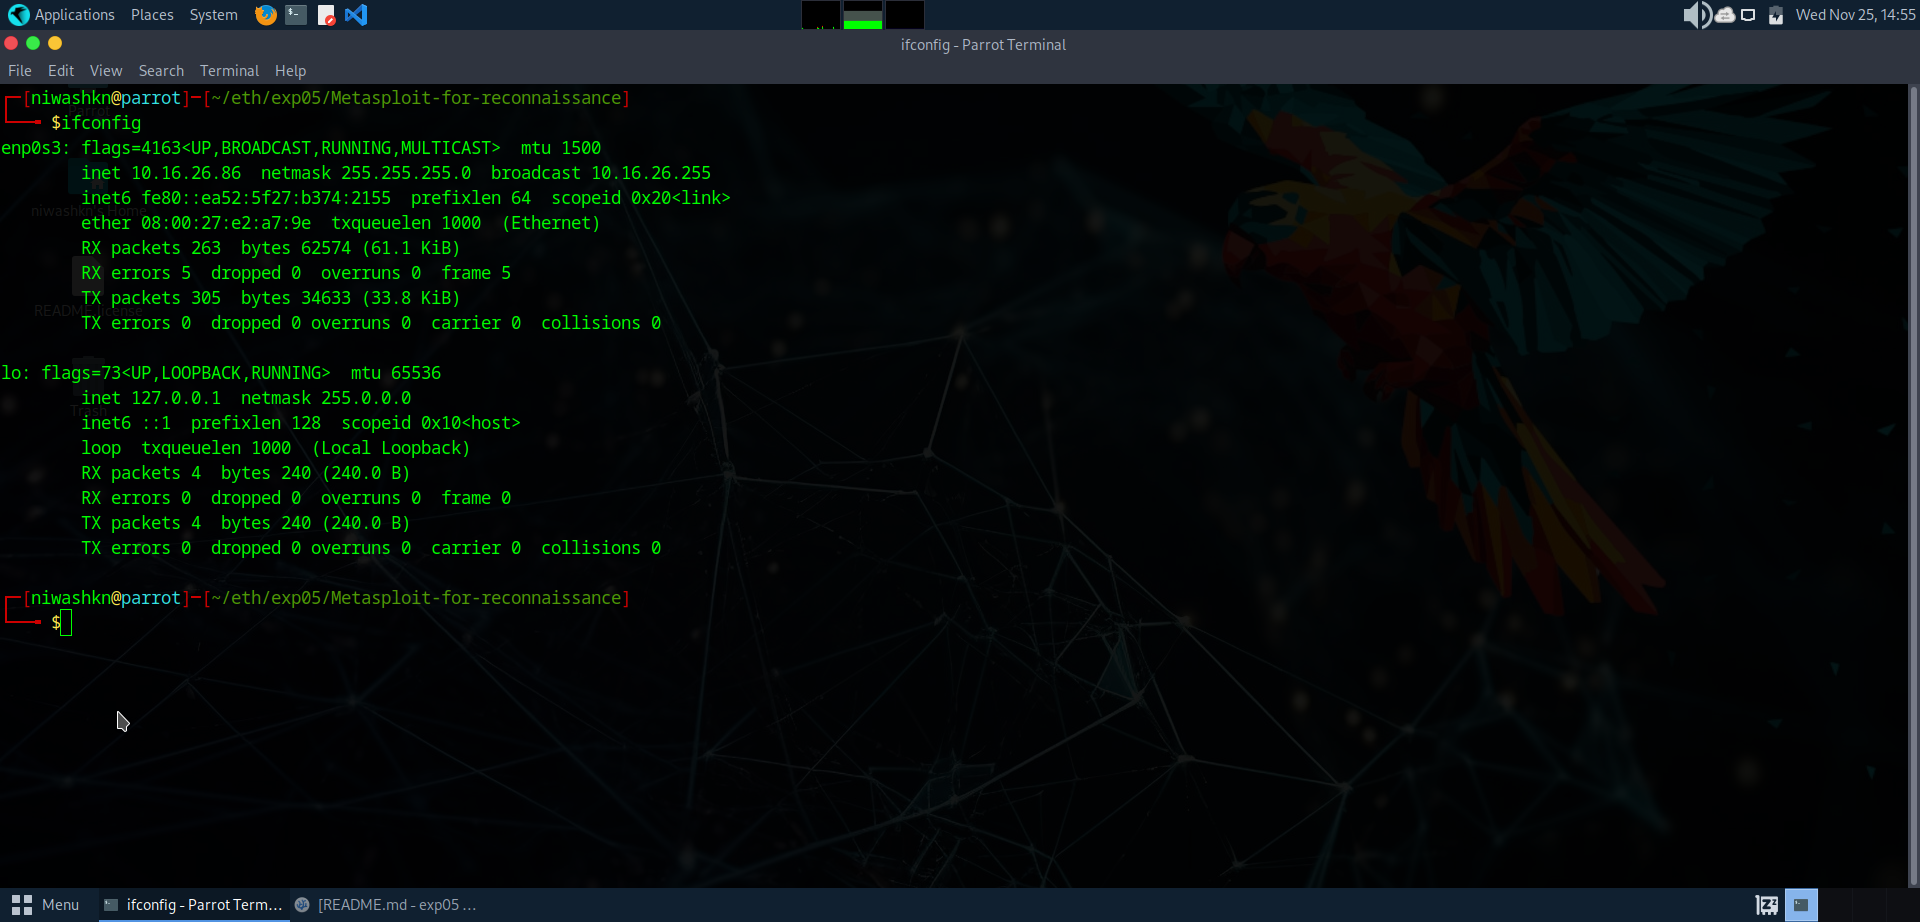 Applications Places System Wed Nov 25, 14:55
ifconfig - Parrot Terminal
File Edit View Search Terminal Help
┌─[niwashkn@parrot]─[~/eth/exp05/Metasploit-for-reconnaissance]
└──╼ $ifconfig
enp0s3: flags=4163<UP,BROADCAST,RUNNING,MULTICAST>  mtu 1500
        inet 10.16.26.86  netmask 255.255.255.0  broadcast 10.16.26.255
        inet6 fe80::ea52:5f27:b374:2155  prefixlen 64  scopeid 0x20<link>
        ether 08:00:27:e2:a7:9e  txqueuelen 1000  (Ethernet)
        RX packets 263  bytes 62574 (61.1 KiB)
        RX errors 5  dropped 0  overruns 0  frame 5
        TX packets 305  bytes 34633 (33.8 KiB)
        TX errors 0  dropped 0 overruns 0  carrier 0  collisions 0
lo: flags=73<UP,LOOPBACK,RUNNING>  mtu 65536
        inet 127.0.0.1  netmask 255.0.0.0
        inet6 ::1  prefixlen 128  scopeid 0x10<host>
        loop  txqueuelen 1000  (Local Loopback)
        RX packets 4  bytes 240 (240.0 B)
        RX errors 0  dropped 0  overruns 0  frame 0
        TX packets 4  bytes 240 (240.0 B)
        TX errors 0  dropped 0 overruns 0  carrier 0  collisions 0
┌─[niwashkn@parrot]─[~/eth/exp05/Metasploit-for-reconnaissance]
└──╼ $
niwashkn's Home
README license
Trash
Menu ifconfig - Parrot Term... [README.md - exp05 ...